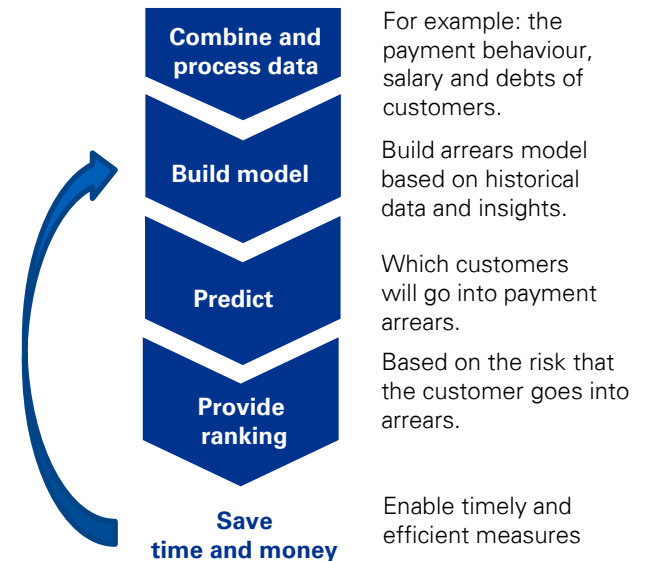 Combine and
process data
For example: the
payment behaviour,
salary and debts of
customers.
Build model
Build arrears model
based on historical
data and insights.
Predict
Which customers
will go into payment
arrears.
Provide
ranking
Based on the risk that
the customer goes into
arrears.
Save
time and money
Enable timely and
efficient measures